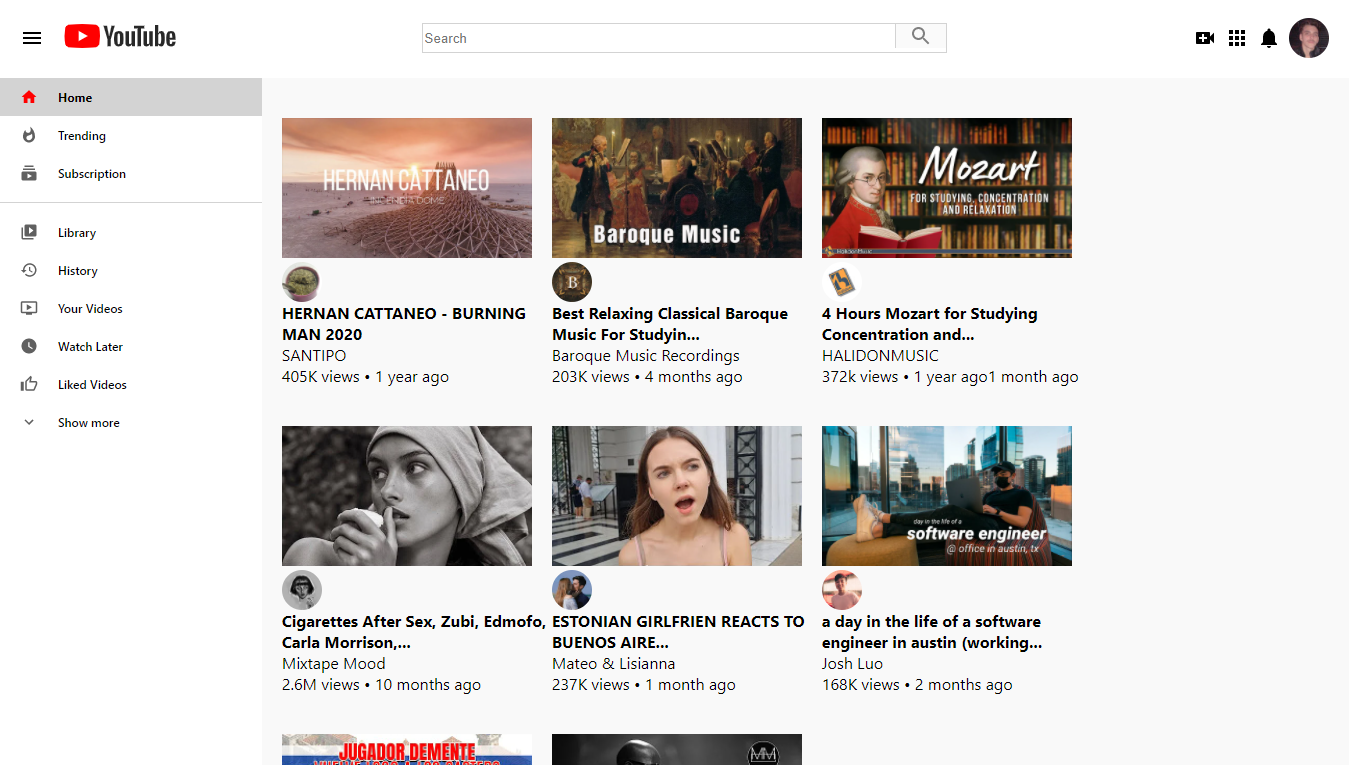 YouTube
Search
Home
Trending
Subscription
Library
History
Your Videos
Watch Later
Liked Videos
Show more
HERNAN CATTANEO
Baroque Music
Mozart
FOR STUDYING, CONCENTRATION
AND RELAXATION
Halidon Music
B
HERNAN CATTANEO - BURNING
MAN 2020
SANTIPO
405K views • 1 year ago
Best Relaxing Classical Baroque
Music For Studyin...
Baroque Music Recordings
203K views • 4 months ago
4 Hours Mozart for Studying
Concentration and...
HALIDONMUSIC
372k views • 1 year ago1 month ago
day in the life of a
software engineer
@ office in austin, tx
Cigarettes After Sex, Zubi, Edmofo,
Carla Morrison,...
Mixtape Mood
2.6M views • 10 months ago
ESTONIAN GIRLFRIEN REACTS TO
BUENOS AIRE...
Mateo & Lisianna
237K views • 1 month ago
a day in the life of a software
engineer in austin (working...
Josh Luo
168K views • 2 months ago
JUGADOR DEMENTE
MM